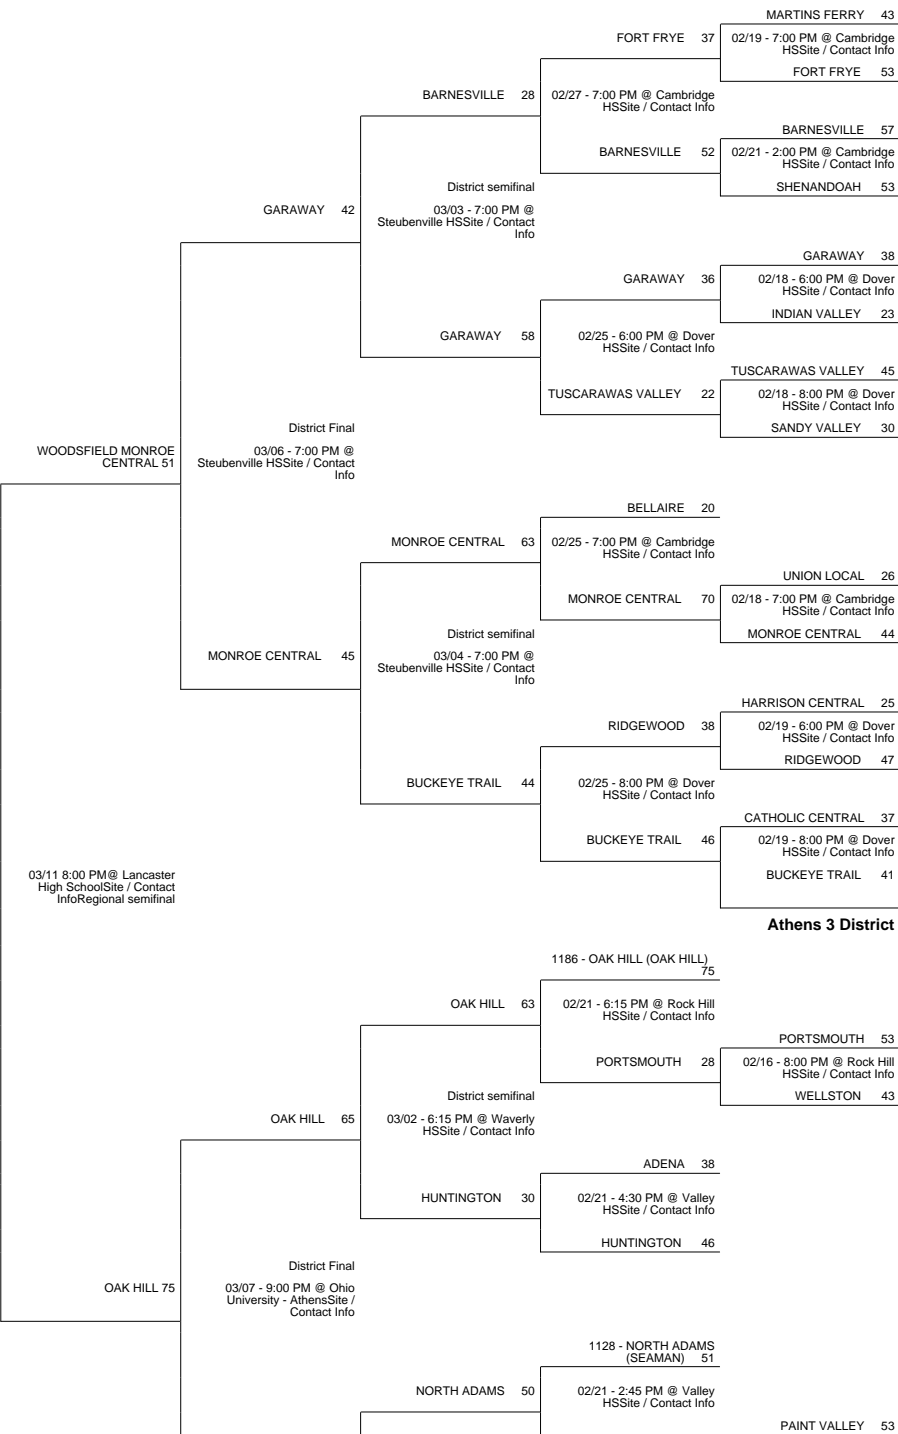 MARTINS FERRY 43
FORT FRYE 37
02/19 - 7:00 PM @ Cambridge
HSSite / Contact Info
FORT FRYE 53
BARNESVILLE 28
02/27 - 7:00 PM @ Cambridge
HSSite / Contact Info
BARNESVILLE 57
BARNESVILLE 52
02/21 - 2:00 PM @ Cambridge
HSSite / Contact Info
SHENANDOAH 53
District semifinal
GARAWAY 42
03/03 - 7:00 PM @
Steubenville HSSite / Contact
Info
GARAWAY 38
GARAWAY 36
02/18 - 6:00 PM @ Dover
HSSite / Contact Info
INDIAN VALLEY 23
GARAWAY 58
02/25 - 6:00 PM @ Dover
HSSite / Contact Info
TUSCARAWAS VALLEY 45
TUSCARAWAS VALLEY 22
02/18 - 8:00 PM @ Dover
HSSite / Contact Info
SANDY VALLEY 30
District Final
WOODSFIELD MONROE
CENTRAL 51
03/06 - 7:00 PM @
Steubenville HSSite / Contact
Info
BELLAIRE 20
MONROE CENTRAL 63
02/25 - 7:00 PM @ Cambridge
HSSite / Contact Info
UNION LOCAL 26
MONROE CENTRAL 70
02/18 - 7:00 PM @ Cambridge
HSSite / Contact Info
MONROE CENTRAL 44
District semifinal
MONROE CENTRAL 45
03/04 - 7:00 PM @
Steubenville HSSite / Contact
Info
HARRISON CENTRAL 25
RIDGEWOOD 38
02/19 - 6:00 PM @ Dover
HSSite / Contact Info
RIDGEWOOD 47
BUCKEYE TRAIL 44
02/25 - 8:00 PM @ Dover
HSSite / Contact Info
CATHOLIC CENTRAL 37
BUCKEYE TRAIL 46
02/19 - 8:00 PM @ Dover
HSSite / Contact Info
BUCKEYE TRAIL 41
03/11 8:00 PM@ Lancaster
High SchoolSite / Contact
InfoRegional semifinal
Athens 3 District
1186 - OAK HILL (OAK HILL)
75
OAK HILL 63
02/21 - 6:15 PM @ Rock Hill
HSSite / Contact Info
PORTSMOUTH 53
PORTSMOUTH 28
02/16 - 8:00 PM @ Rock Hill
HSSite / Contact Info
WELLSTON 43
District semifinal
OAK HILL 65
03/02 - 6:15 PM @ Waverly
HSSite / Contact Info
ADENA 38
HUNTINGTON 30
02/21 - 4:30 PM @ Valley
HSSite / Contact Info
HUNTINGTON 46
District Final
OAK HILL 75
03/07 - 9:00 PM @ Ohio
University - AthensSite /
Contact Info
1128 - NORTH ADAMS
(SEAMAN) 51
NORTH ADAMS 50
02/21 - 2:45 PM @ Valley
HSSite / Contact Info
PAINT VALLEY 53